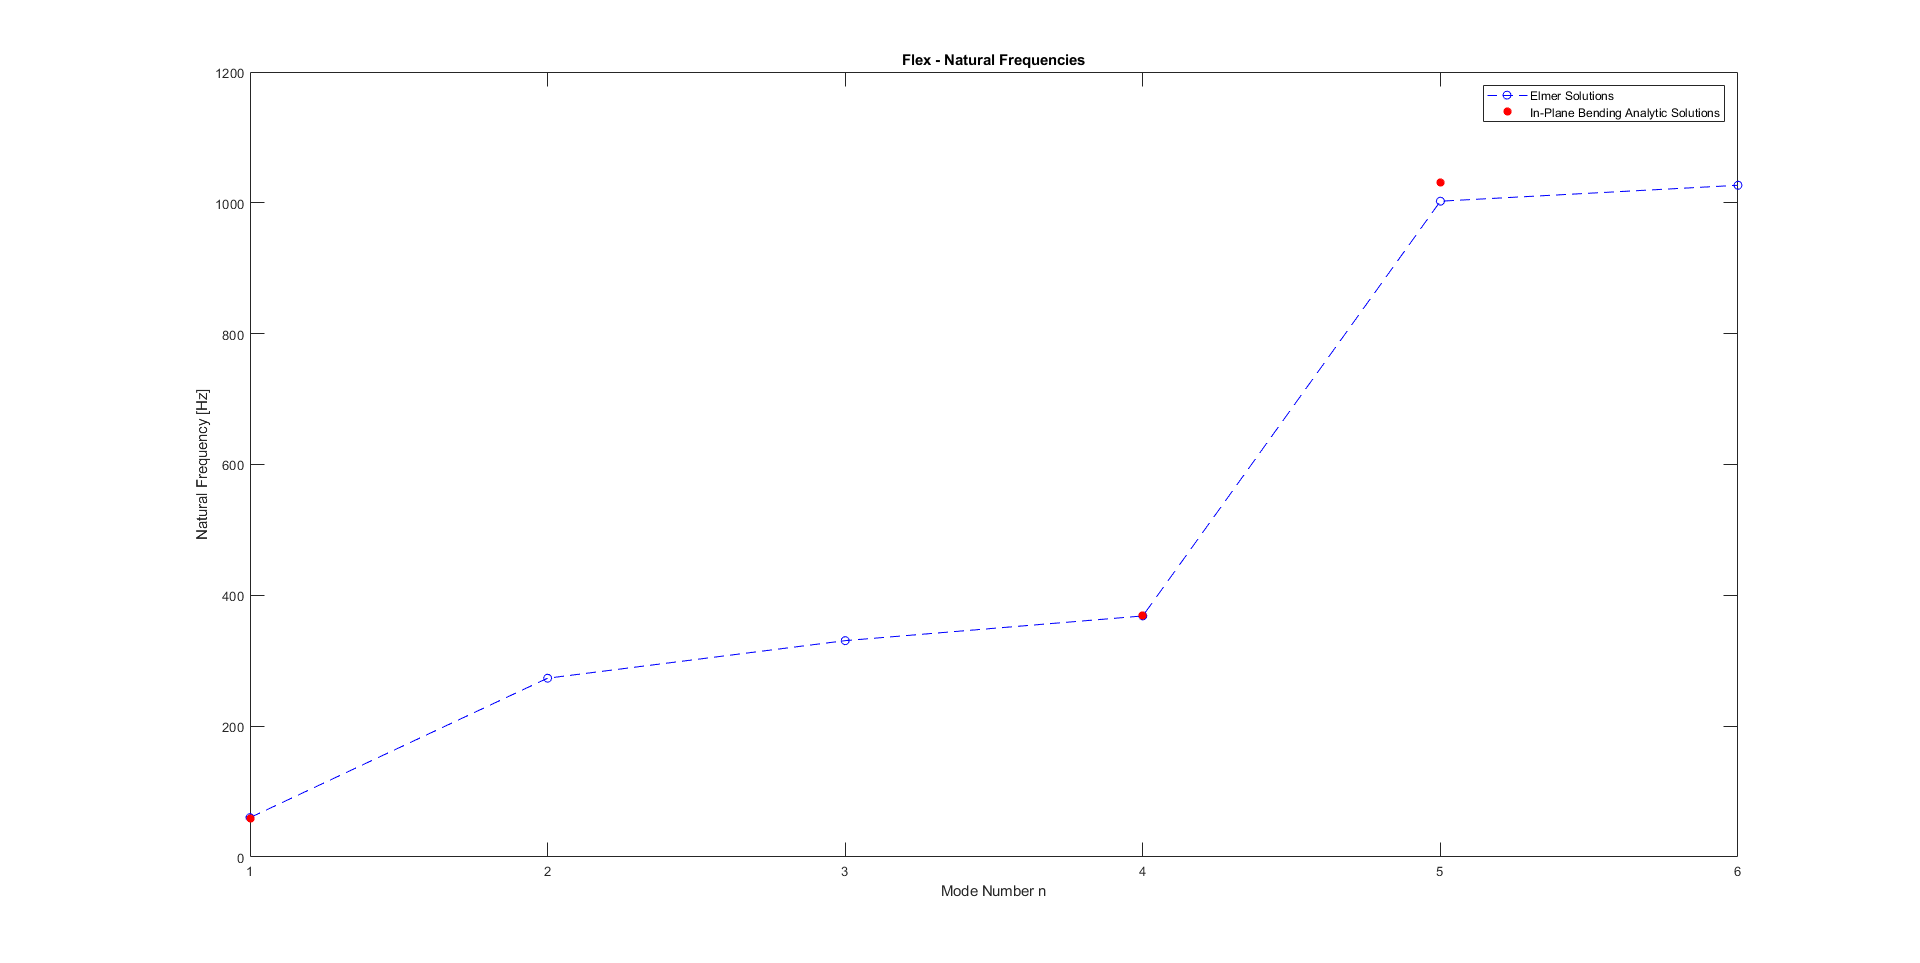 Flex - Natural Frequencies
1200
1000
800
600
400
200
0
Natural Frequency [Hz]
Elmer Solutions
In-Plane Bending Analytic Solutions
1 2 3 4 5 6
Mode Number n